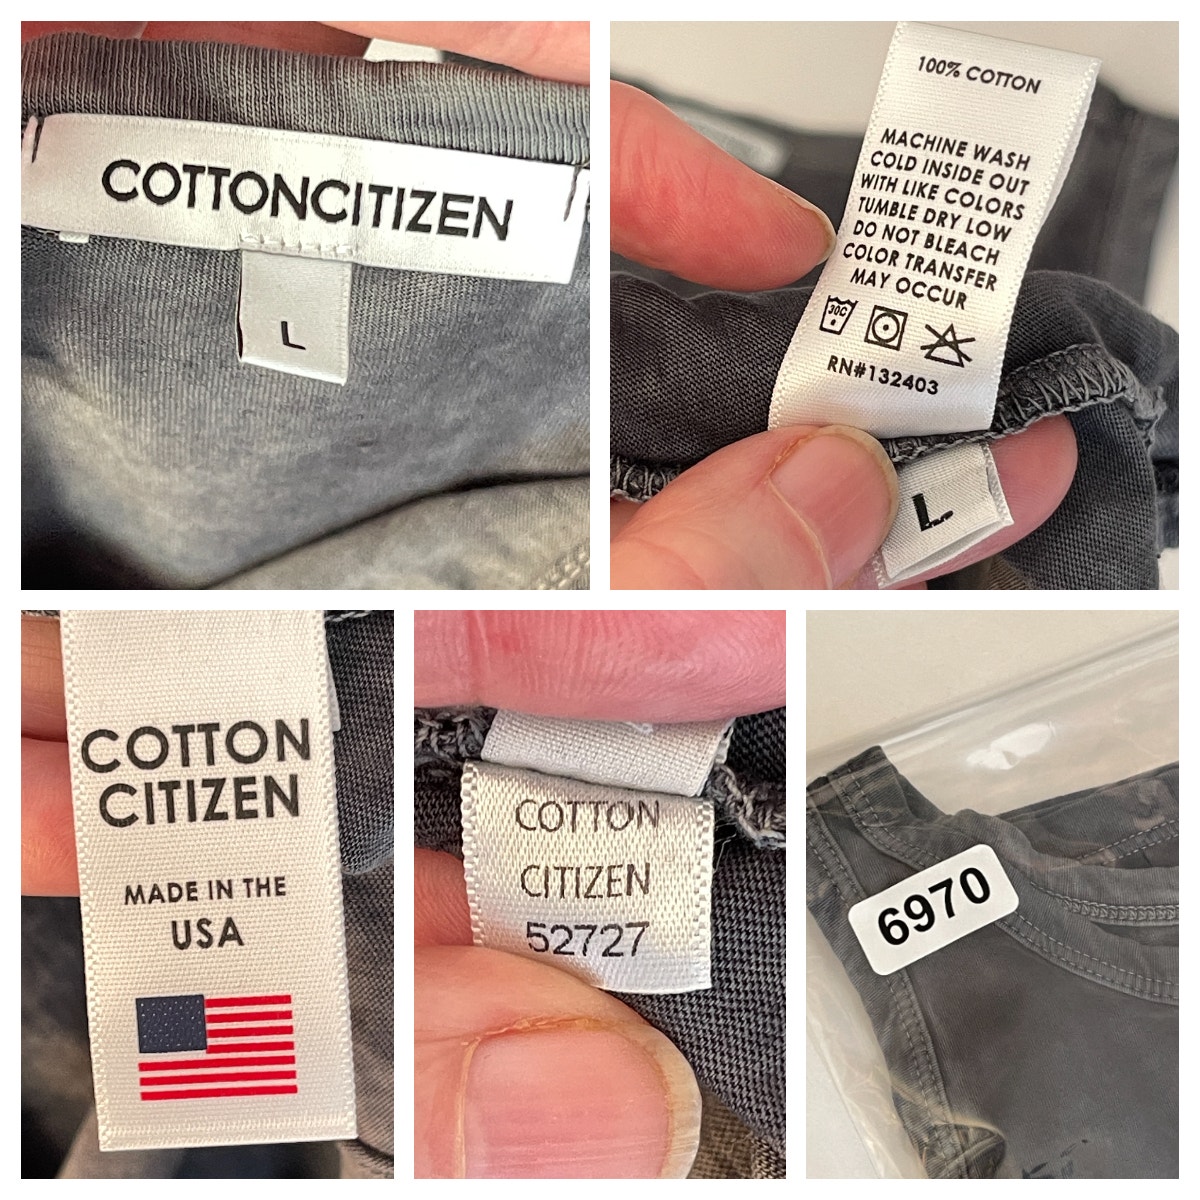 COTTONCITIZEN
L
100% COTTON
MACHINE WASH
COLD INSIDE OUT
WITH LIKE COLORS
TUMBLE DRY LOW
DO NOT BLEACH
COLOR TRANSFER
MAY OCCUR
30C
RN#132403
L
COTTON
CITIZEN
MADE IN THE
USA
COTTON
CITIZEN
52727
6970